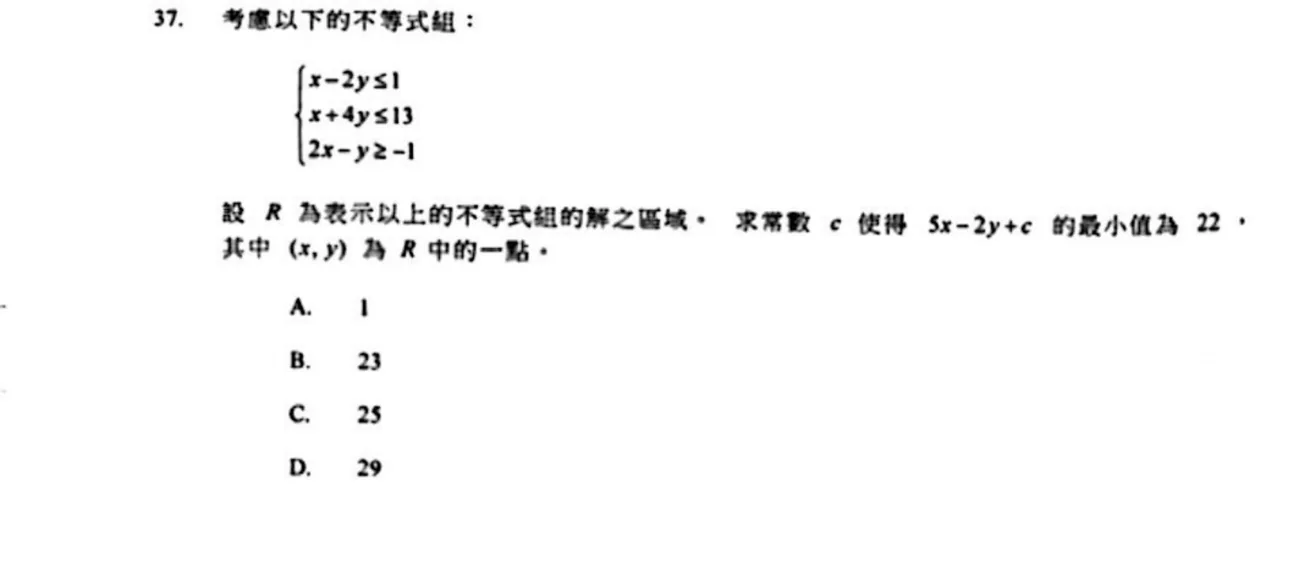 37. 考慮以下的不等式組：
x-2y≤1
x+4y≤13
2x-y≥-1
設 R 為表示以上的不等式組的解之區域。 求常數 c 使得 5x-2y+c 的最小值為 22，
其中 (x, y) 為 R 中的一點。
A. 1
B. 23
C. 25
D. 29